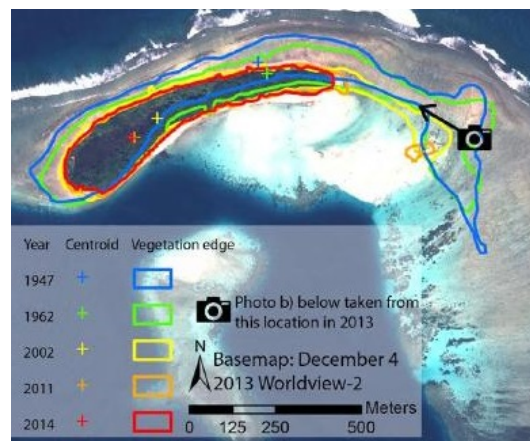 Year Centroid Vegetation edge
1947
1962
2002
2011
2014
Photo b) below taken from
this location in 2013
N
Basemap: December 4
2013 Worldview-2
Meters
0 125 250 500